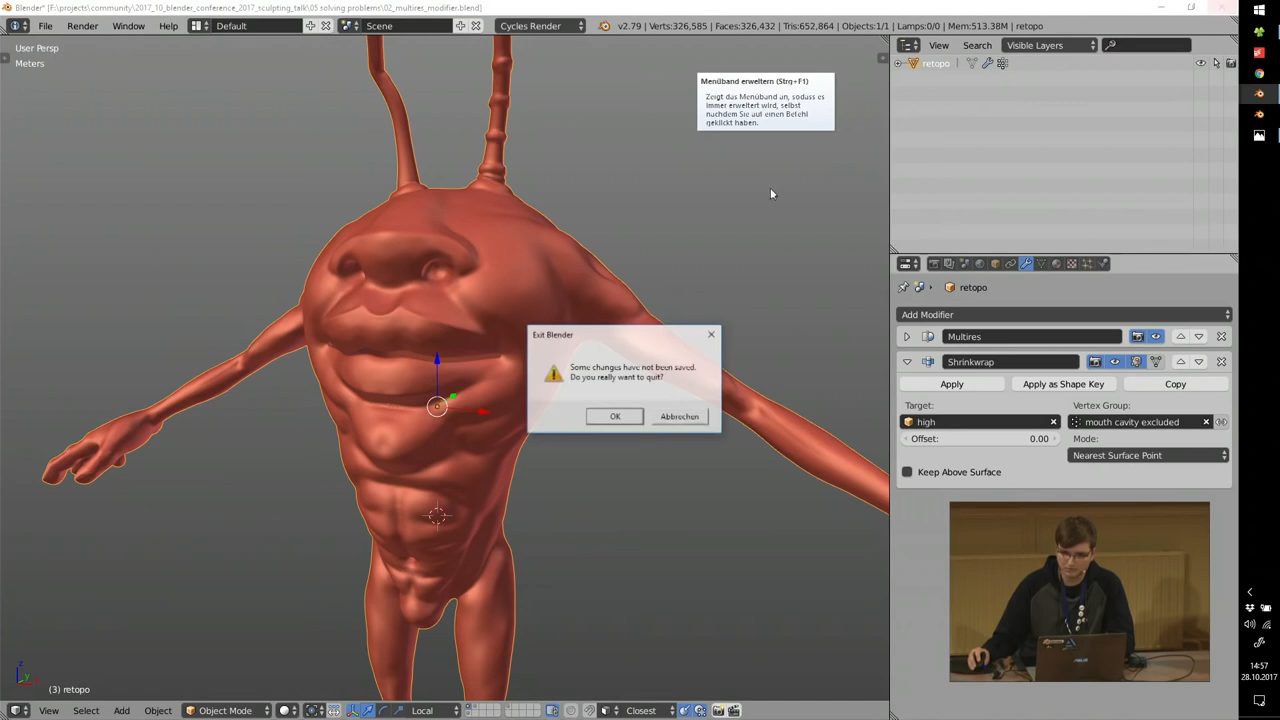 Blender* [F:\projects\community\2017_10_blender_conference_2017_sculpting_talk\05 solving problems\02_multires_modifier.blend]
File Render Window Help Default Scene Cycles Render v2.79 | Verts:326,585 | Faces:326,432 | Tris:652,864 | Objects:1/1 | Lamps:0/0 | Mem:513.38M | retopo
User Persp
Meters
View Search Visible Layers
retopo
Menüband erweitern (Strg+F1)
Zeigt das Menüband an, sodass es
immer erweitert wird, selbst
nachdem Sie auf einen Befehl
geklickt haben.
retopo
Add Modifier
Multires
Shrinkwrap
Apply Apply as Shape Key Copy
Target: Vertex Group:
high mouth cavity excluded
Offset: 0.00 Mode:
Nearest Surface Point
Keep Above Surface
Exit Blender
Some changes have not been saved.
Do you really want to quit?
OK Abbrechen
ASUS
z
y
(3) retopo
View Select Add Object Object Mode Local Closest
14:57
28.10.2017